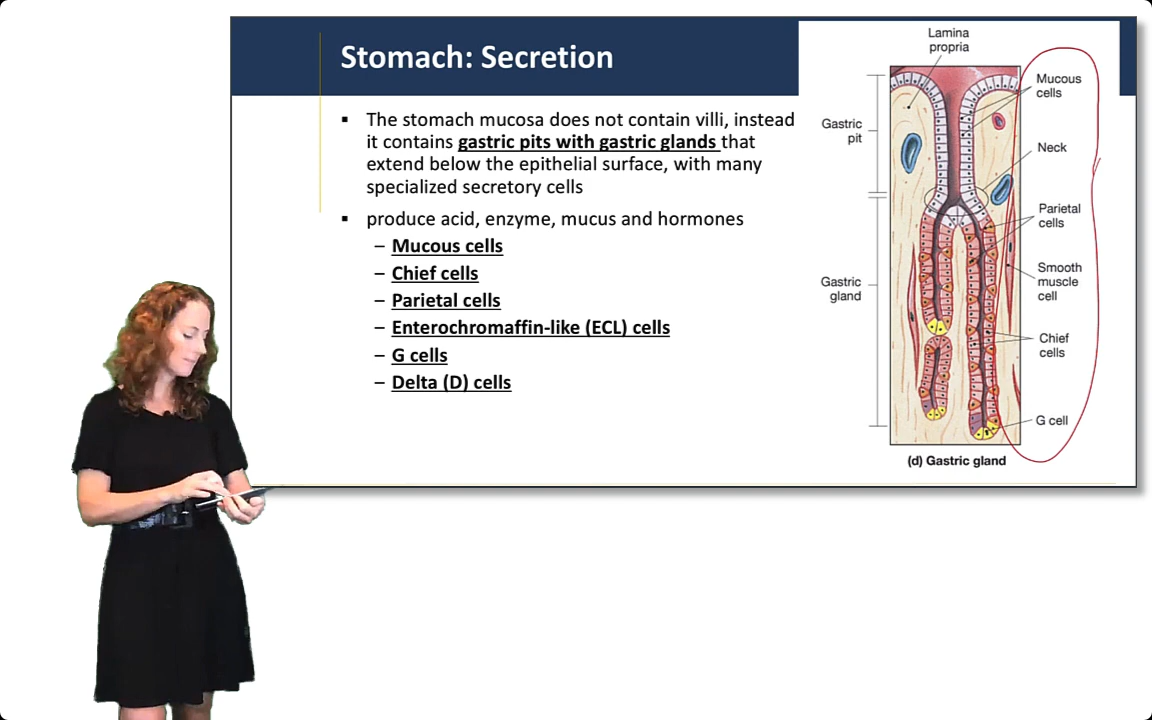 Stomach: Secretion
▪ The stomach mucosa does not contain villi, instead
it contains gastric pits with gastric glands that
extend below the epithelial surface, with many
specialized secretory cells
▪ produce acid, enzyme, mucus and hormones
– Mucous cells
– Chief cells
– Parietal cells
– Enterochromaffin-like (ECL) cells
– G cells
– Delta (D) cells
Lamina
propria
Gastric
pit
Gastric
gland
Mucous
cells
Neck
Parietal
cells
Smooth
muscle
cell
Chief
cells
G cell
(d) Gastric gland